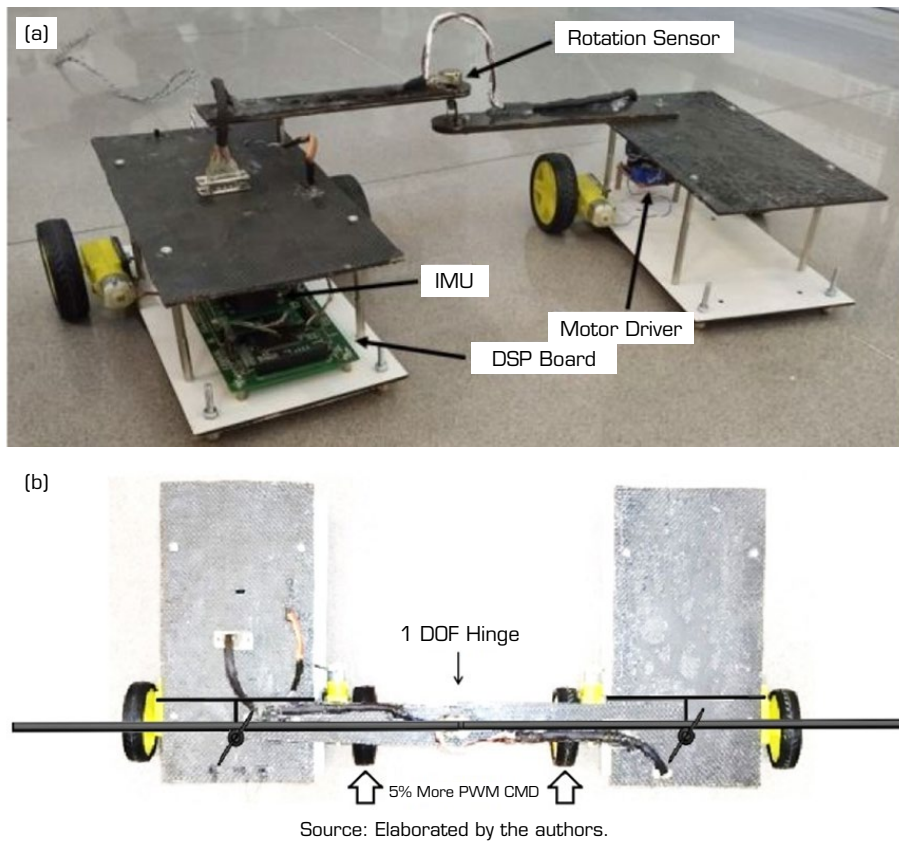 (a)
Rotation Sensor
IMU
Motor Driver
DSP Board
(b)
1 DOF Hinge
5% More PWM CMD
Source: Elaborated by the authors.